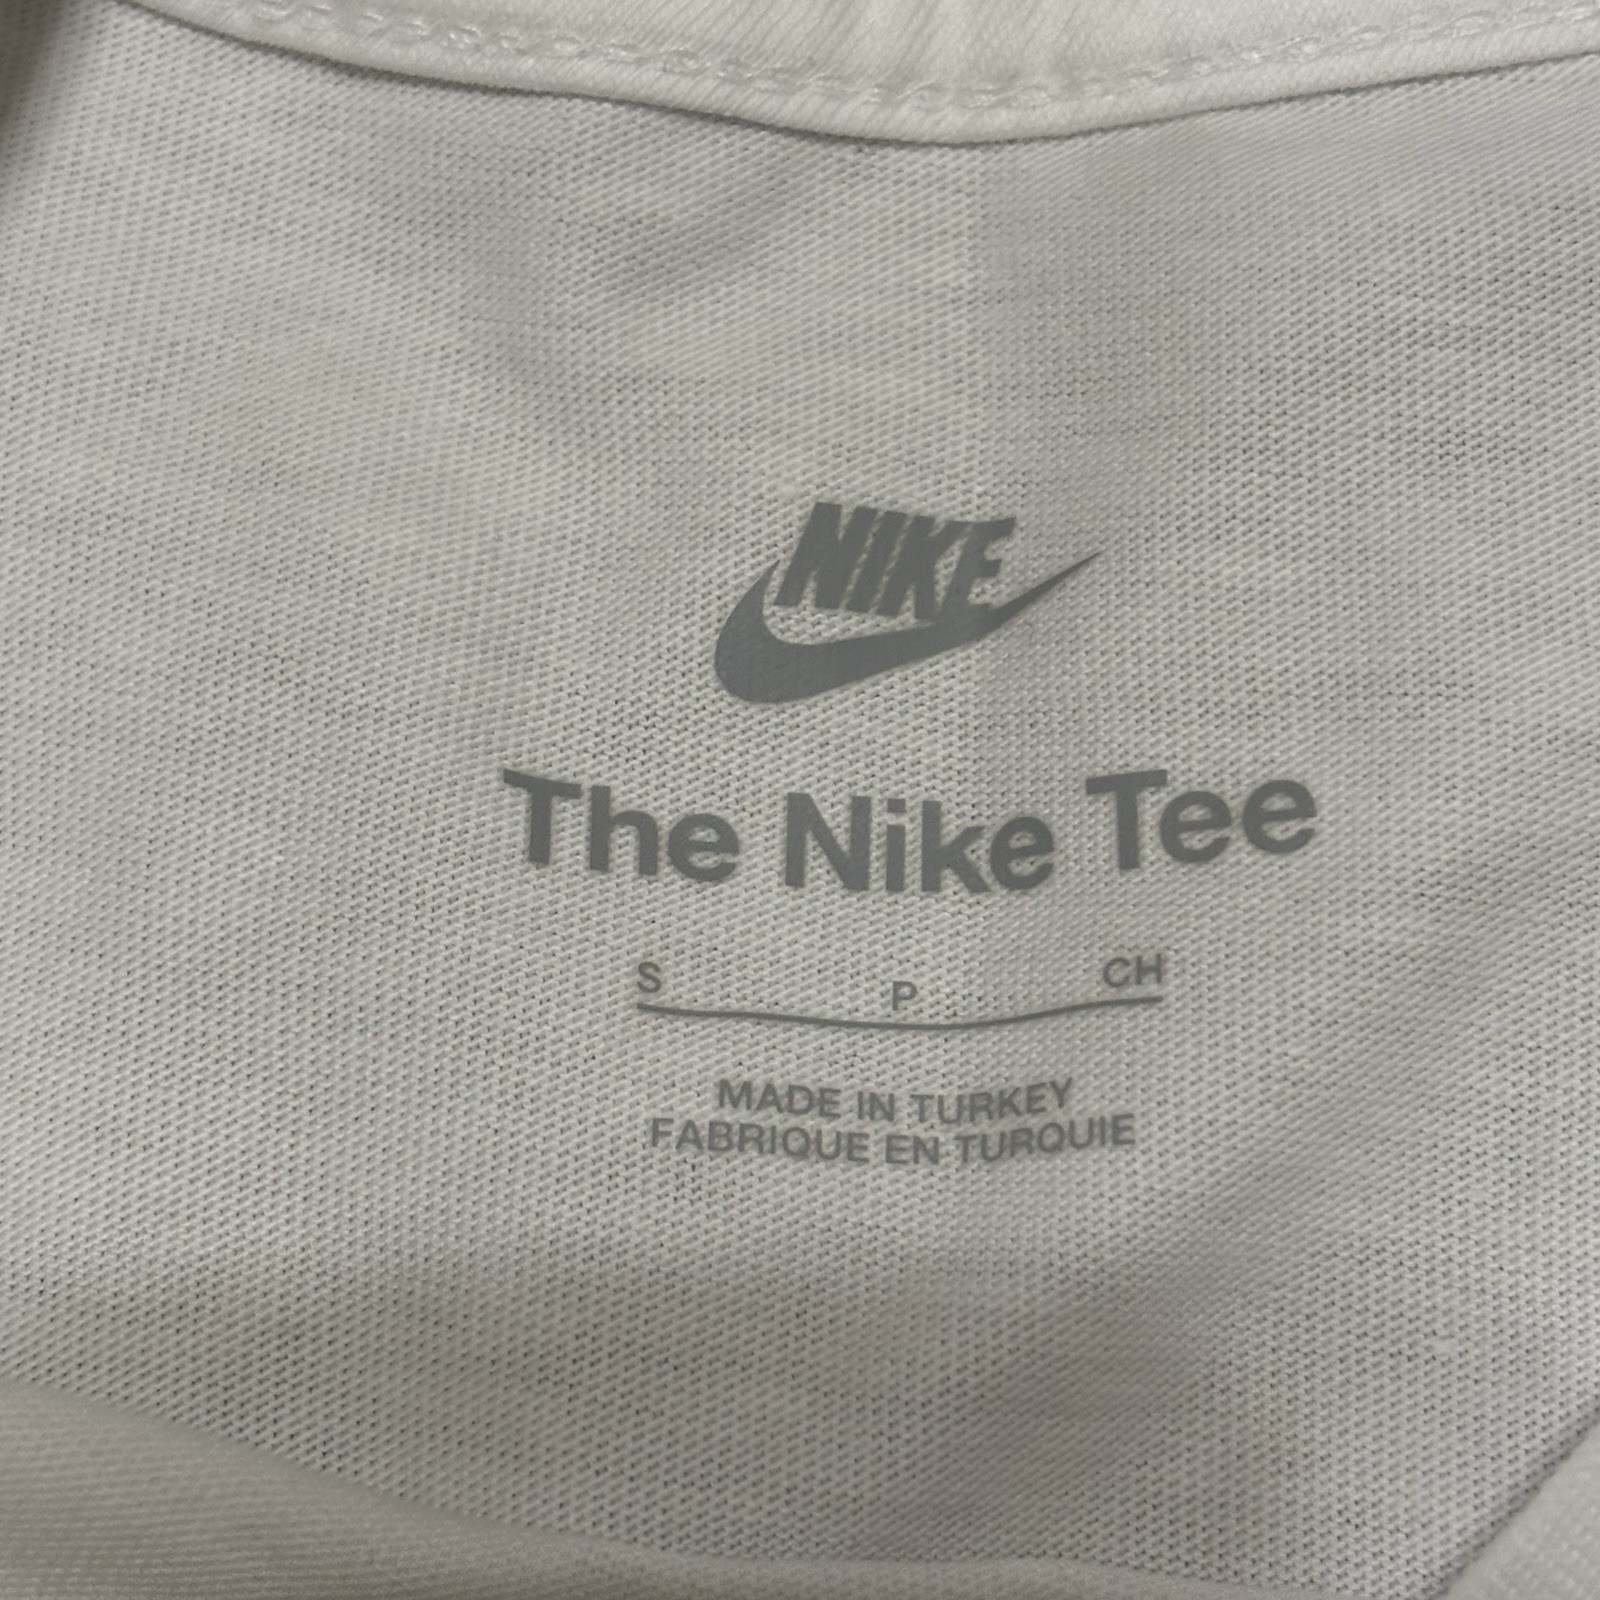 NIKE
The Nike Tee
S P CH
MADE IN TURKEY
FABRIQUE EN TURQUIE